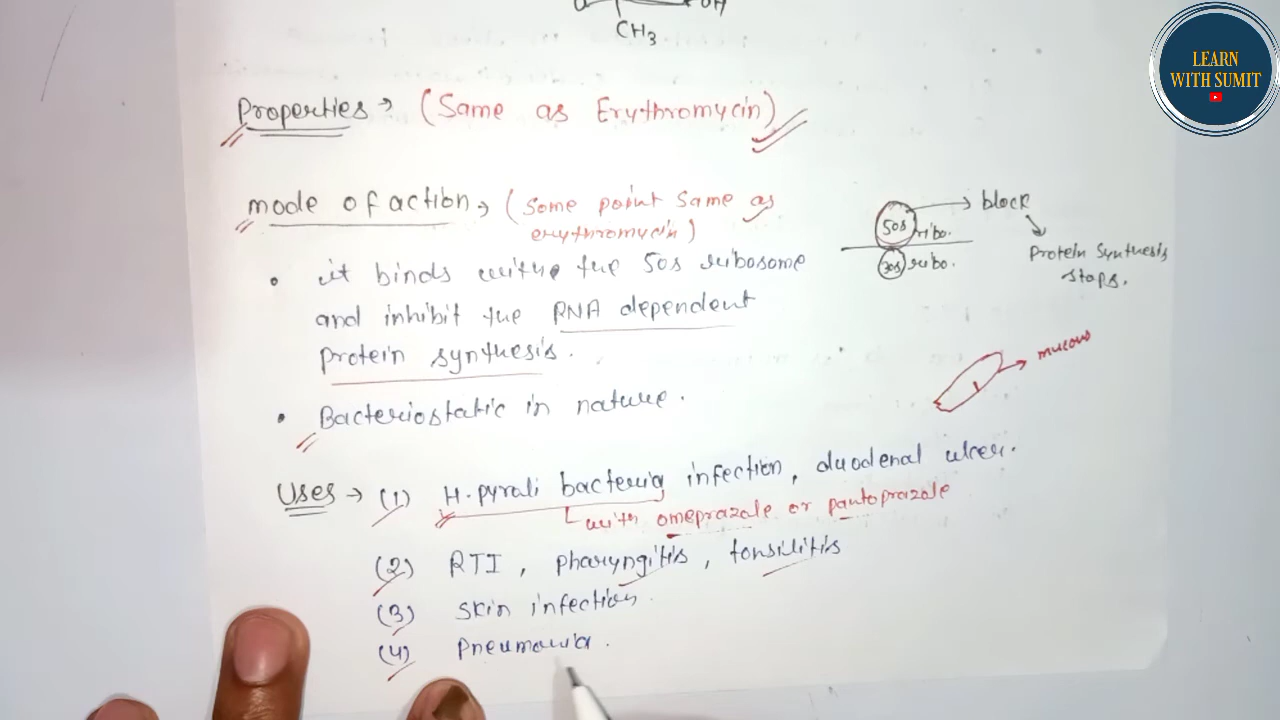 OH
CH3
LEARN
WITH SUMIT
Properties → (Same as Erythromycin)
mode of action → (Some point Same as
erythromycin)
50s ribo. → block
30s ribo.
Protein Synthesis
stops.
• it binds withe the 50s ribosome
and inhibit the RNA dependent
protein synthesis.
→ mucous
• Bacteriostatic in nature.
Uses → (1) H.pyrali bacteria infection, duodenal ulcer.
with omeprazole or pantoprazole
(2) RTI, pharyngitis, tonsilitis
(3) Skin infection.
(4) Pneumonia.